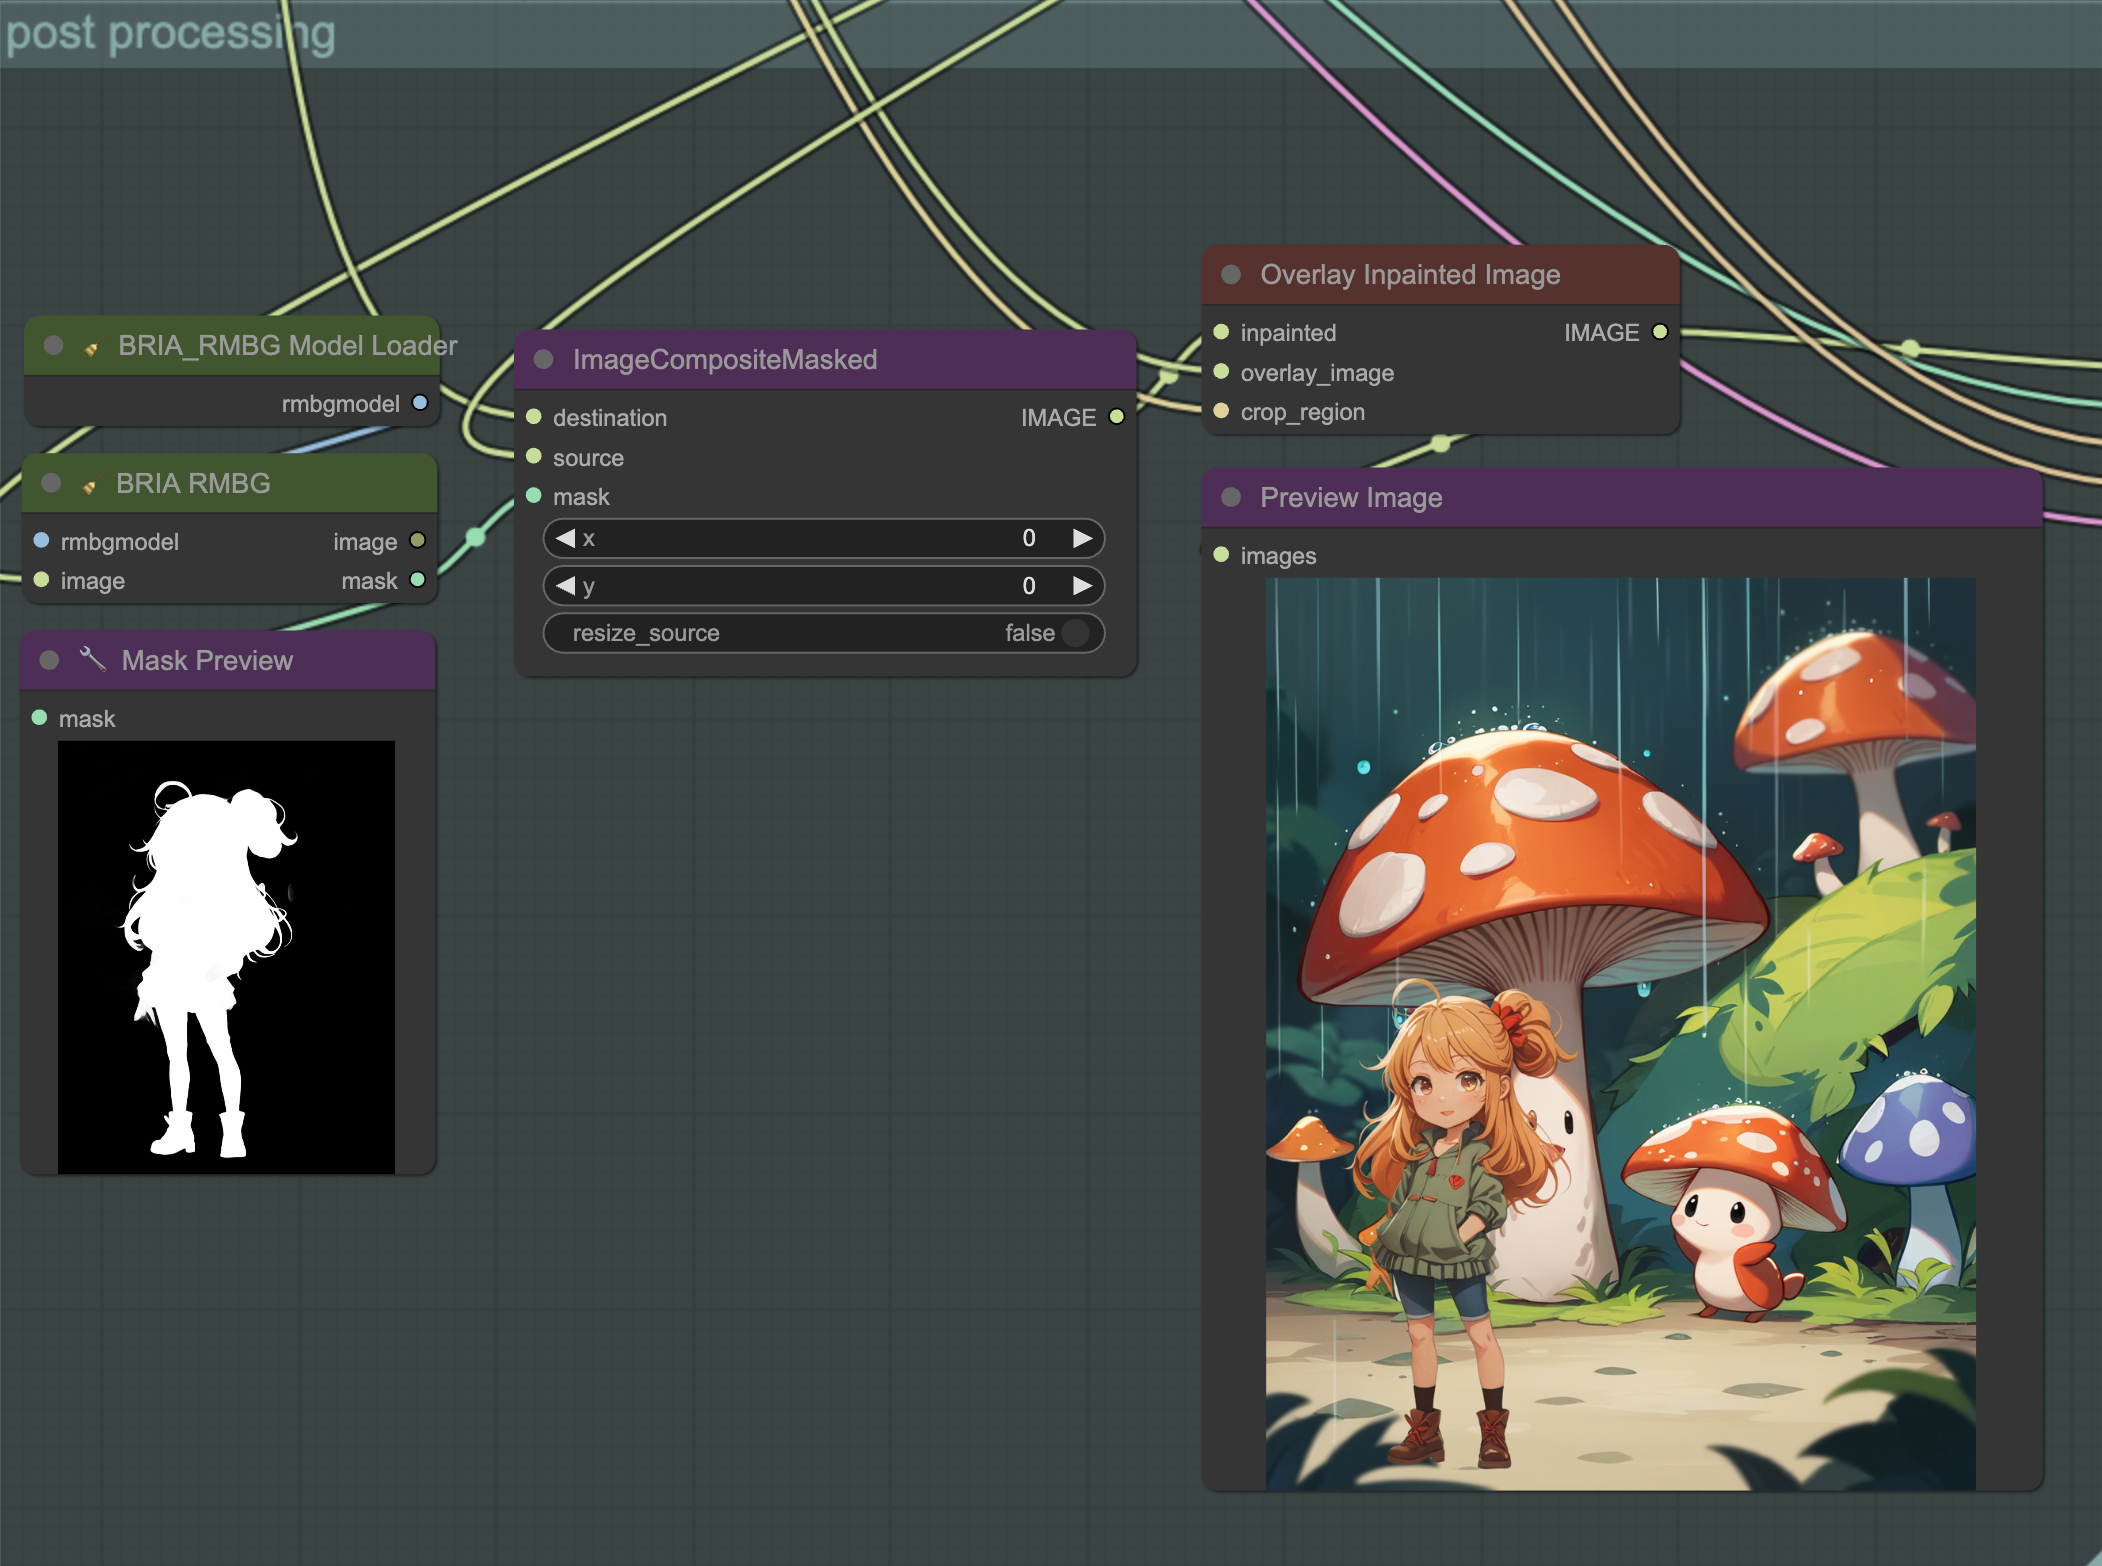 post processing
BRIA_RMBG Model Loader
rmbgmodel
BRIA RMBG
rmbgmodel image
image mask
Mask Preview
mask
ImageCompositeMasked
destination IMAGE
source
mask
x 0
y 0
resize_source false
Overlay Inpainted Image
inpainted IMAGE
overlay_image
crop_region
Preview Image
images